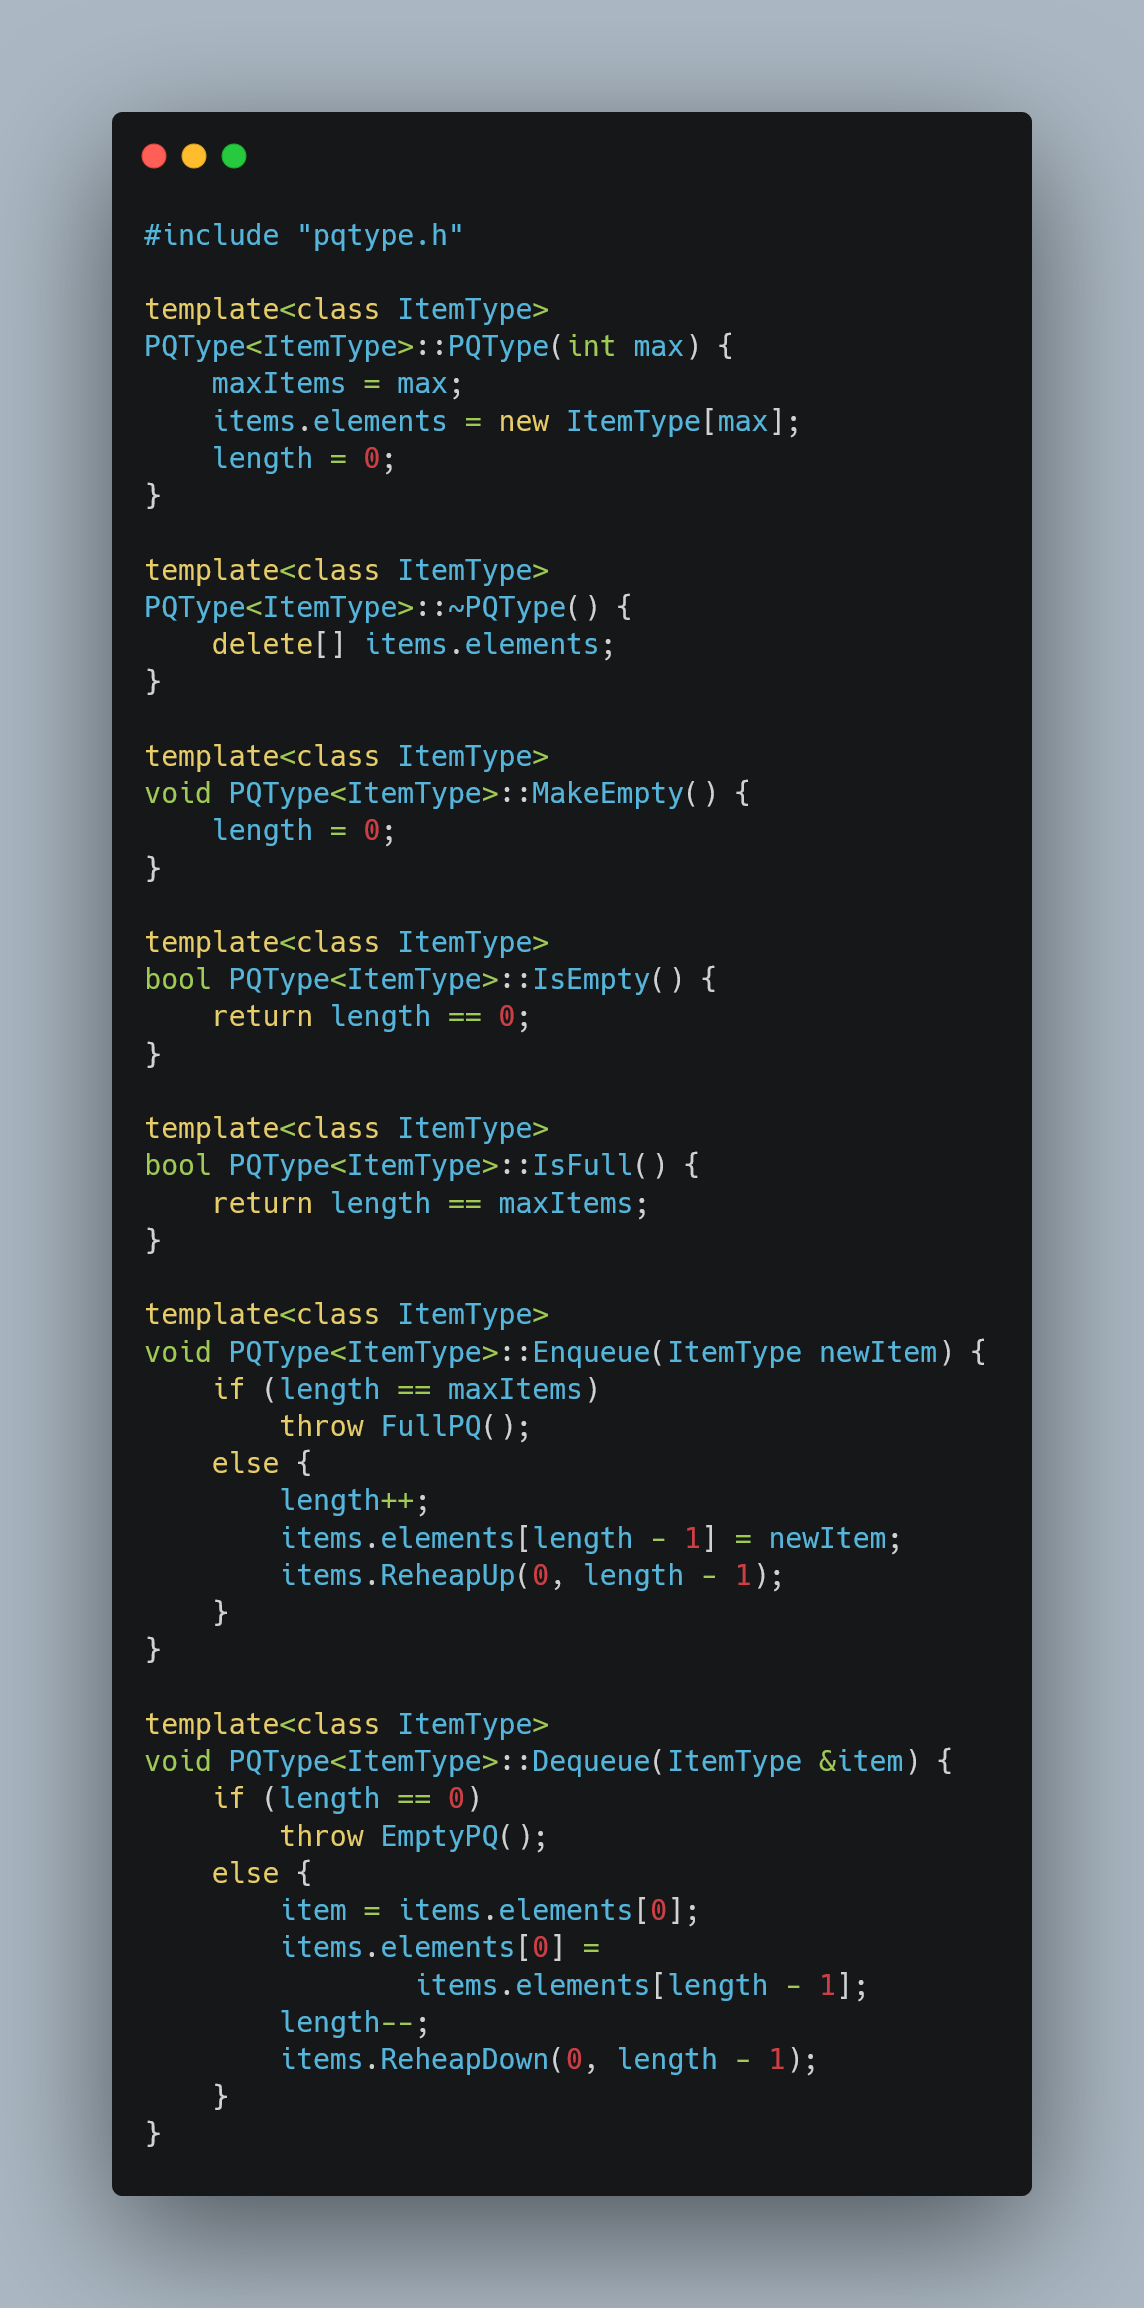 #include "pqtype.h"

template<class ItemType>
PQType<ItemType>::PQType(int max) {
    maxItems = max;
    items.elements = new ItemType[max];
    length = 0;
}

template<class ItemType>
PQType<ItemType>::~PQType() {
    delete[] items.elements;
}

template<class ItemType>
void PQType<ItemType>::MakeEmpty() {
    length = 0;
}

template<class ItemType>
bool PQType<ItemType>::IsEmpty() {
    return length == 0;
}

template<class ItemType>
bool PQType<ItemType>::IsFull() {
    return length == maxItems;
}

template<class ItemType>
void PQType<ItemType>::Enqueue(ItemType newItem) {
    if (length == maxItems)
        throw FullPQ();
    else {
        length++;
        items.elements[length - 1] = newItem;
        items.ReheapUp(0, length - 1);
    }
}

template<class ItemType>
void PQType<ItemType>::Dequeue(ItemType &item) {
    if (length == 0)
        throw EmptyPQ();
    else {
        item = items.elements[0];
        items.elements[0] =
                items.elements[length - 1];
        length--;
        items.ReheapDown(0, length - 1);
    }
}